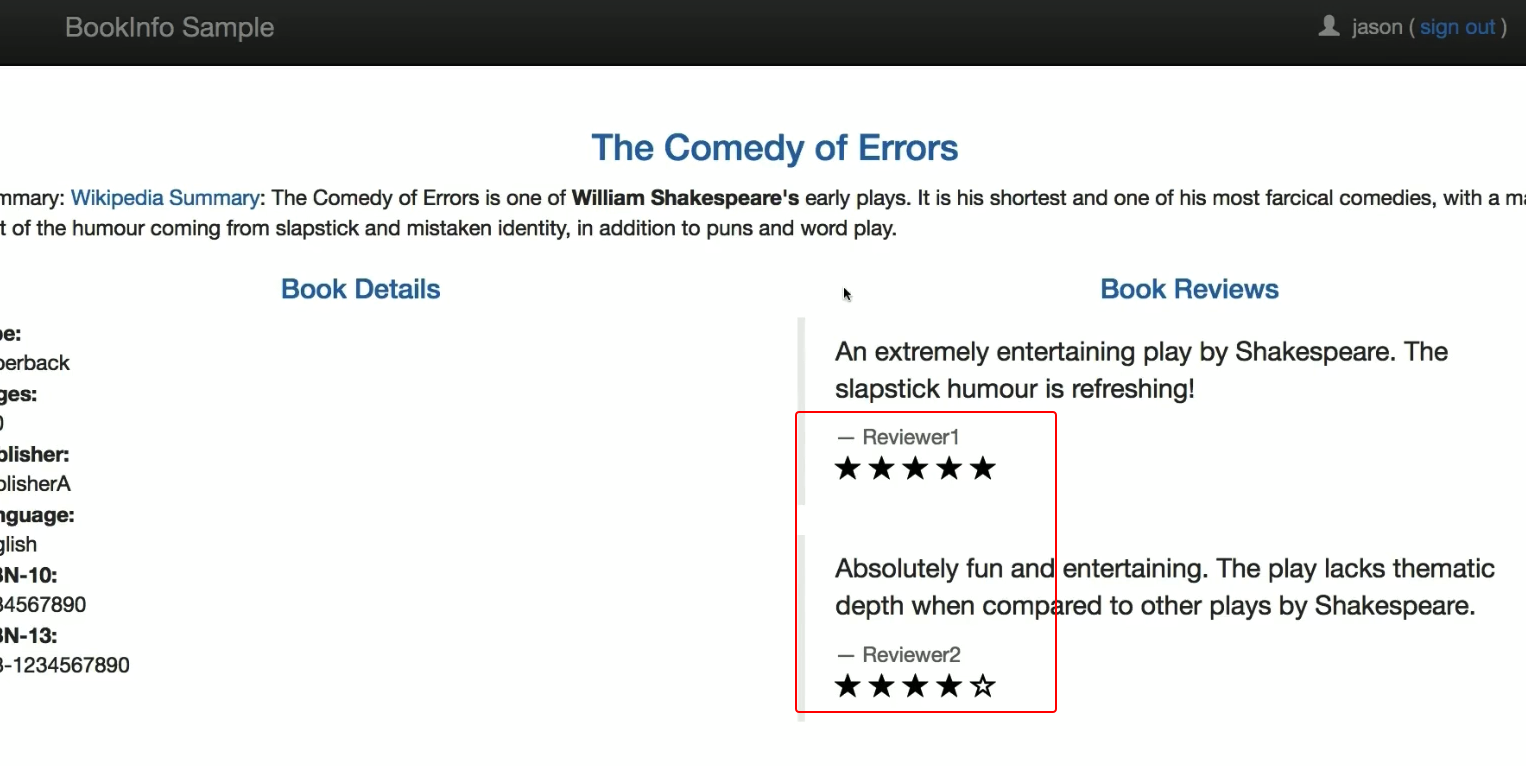 BookInfo Sample
jason ( sign out )
The Comedy of Errors
mmary: Wikipedia Summary: The Comedy of Errors is one of William Shakespeare's early plays. It is his shortest and one of his most farcical comedies, with a ma
t of the humour coming from slapstick and mistaken identity, in addition to puns and word play.
Book Details
pe:
perback
ges:
0
blisher:
blisherA
nguage:
glish
BN-10:
34567890
BN-13:
3-1234567890
Book Reviews
An extremely entertaining play by Shakespeare. The
slapstick humour is refreshing!
— Reviewer1
★ ★ ★ ★ ★
Absolutely fun and entertaining. The play lacks thematic
depth when compared to other plays by Shakespeare.
— Reviewer2
★ ★ ★ ★ ☆